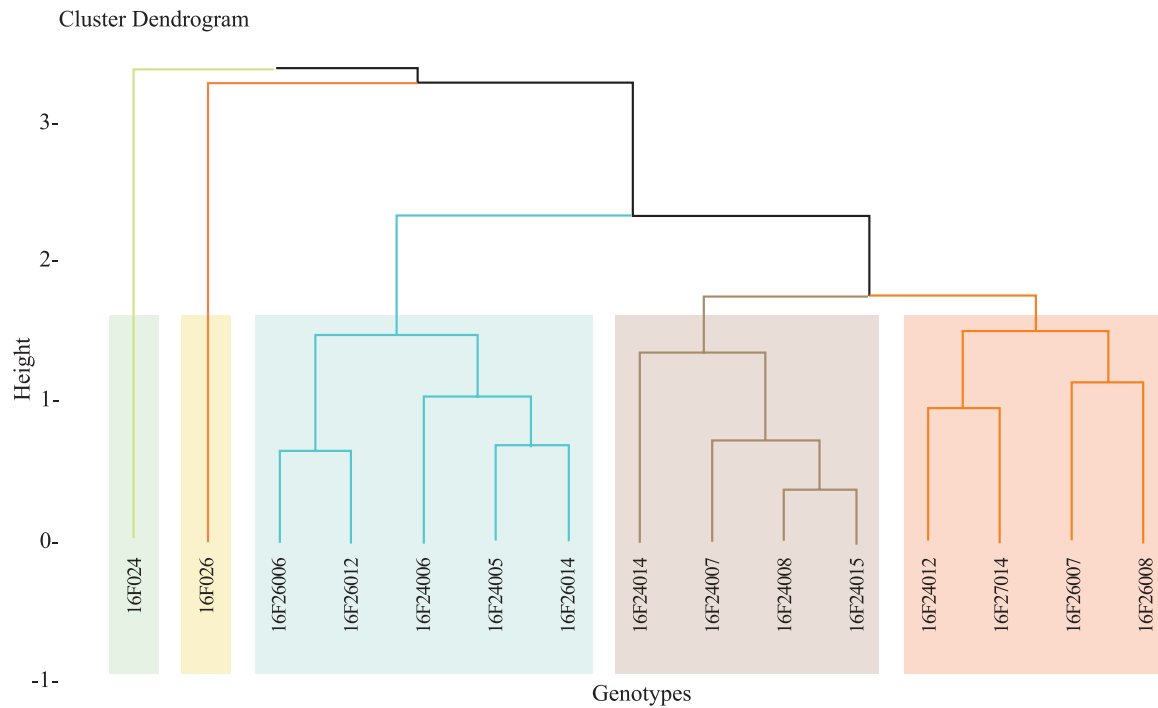 Cluster Dendrogram
3-
2-
1-
0-
-1-
Height
16F024
16F026
16F26006
16F26012
16F24006
16F24005
16F26014
16F24014
16F24007
16F24008
16F24015
16F24012
16F27014
16F26007
16F26008
Genotypes